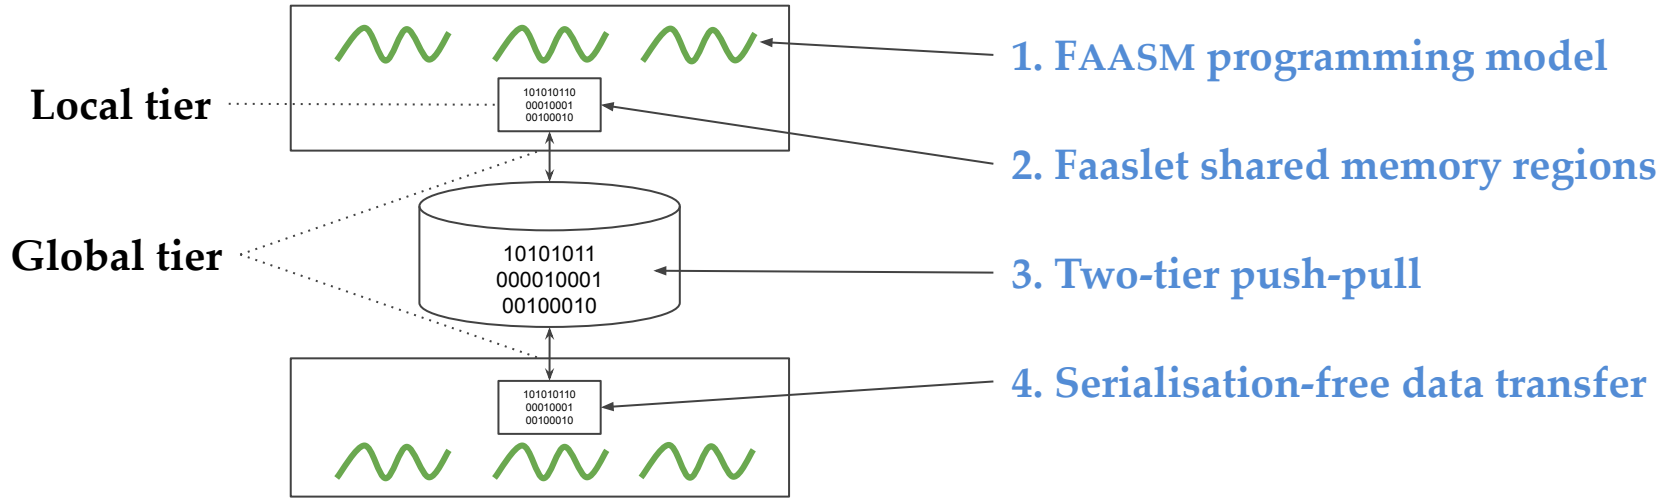 1. FAASM programming model
Local tier
101010110
00010001
00100010
2. Faaslet shared memory regions
Global tier
10101011
000010001
00100010
3. Two-tier push-pull
101010110
00010001
00100010
4. Serialisation-free data transfer